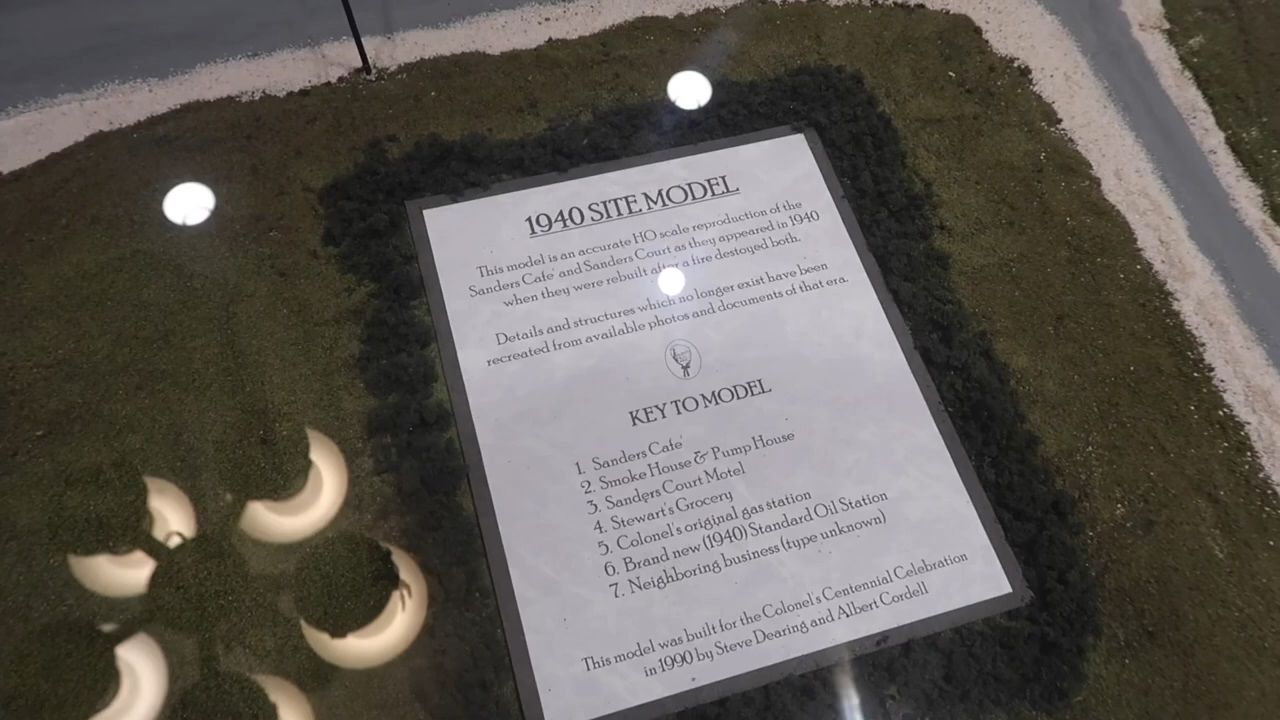 1940 SITE MODEL
This model is an accurate HO scale reproduction of the
Sanders Cafe' and Sanders Court as they appeared in 1940
when they were rebuilt after a fire destoyed both.
Details and structures which no longer exist have been
recreated from available photos and documents of that era.
KEY TO MODEL
1. Sanders Cafe'
2. Smoke House & Pump House
3. Sanders Court Motel
4. Stewart's Grocery
5. Colonel's original gas station
6. Brand new (1940) Standard Oil Station
7. Neighboring business (type unknown)
This model was built for the Colonel's Centennial Celebration
in 1990 by Steve Dearing and Albert Cordell